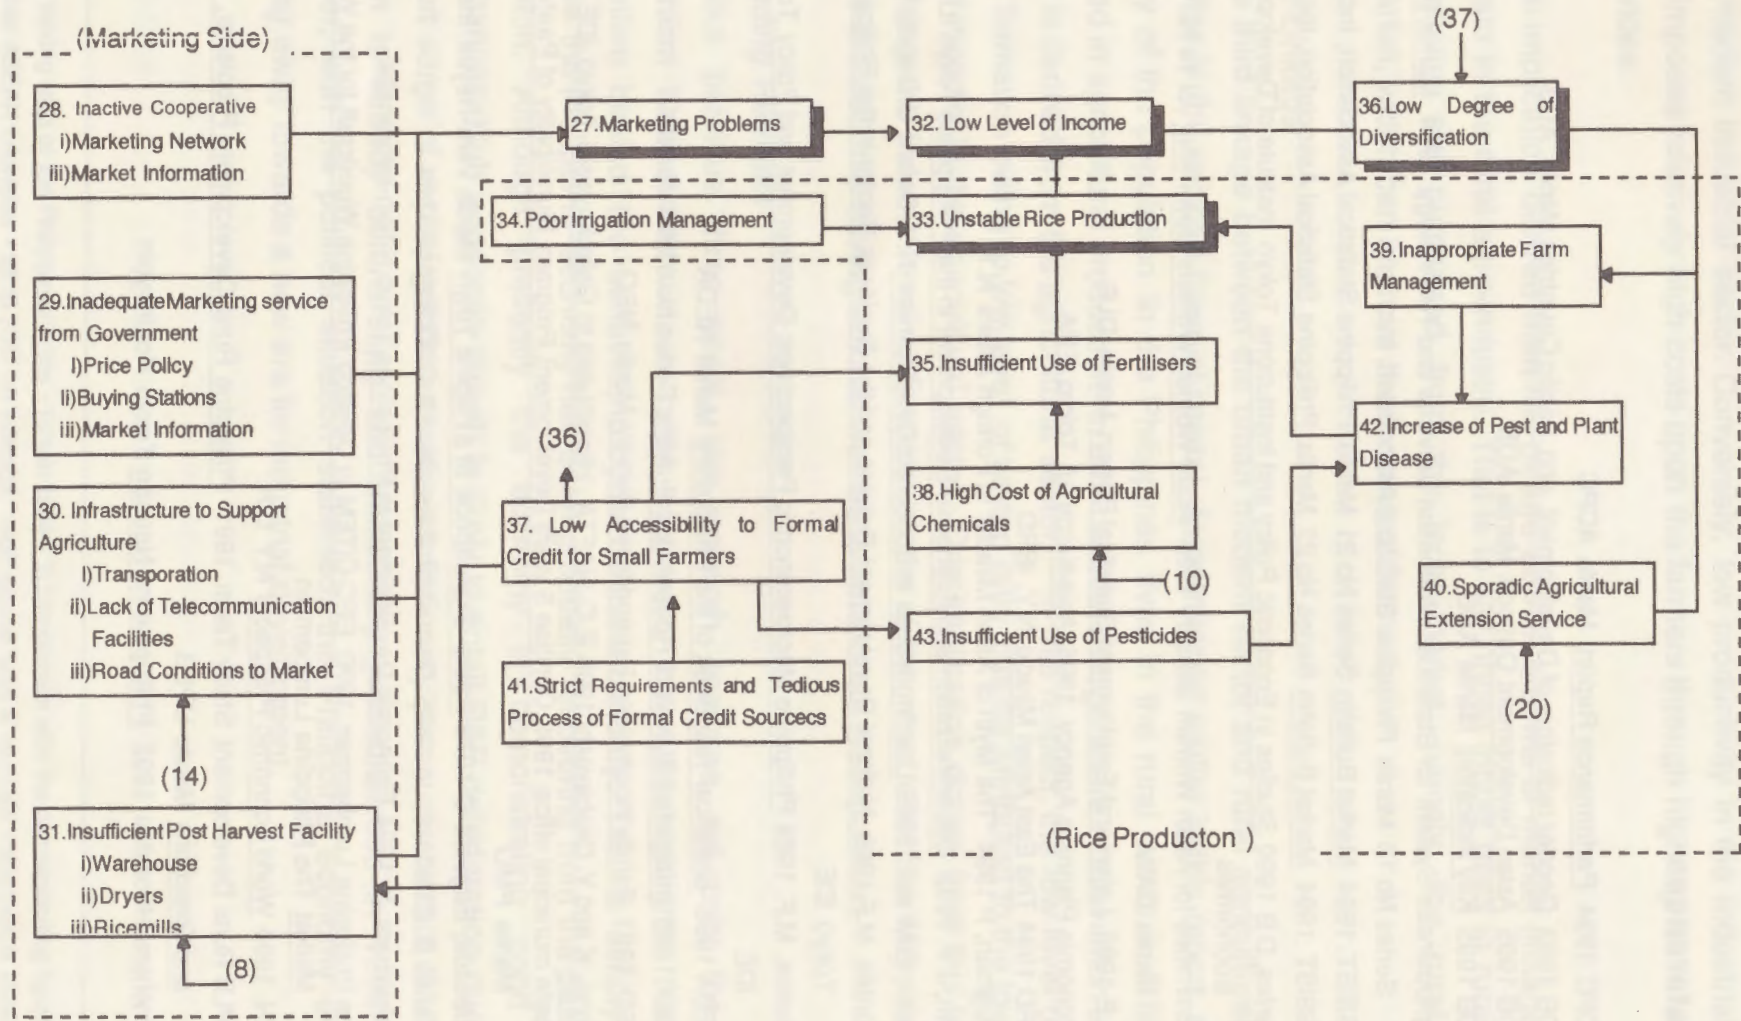 (Marketing Side)
28. Inactive Cooperative
i)Marketing Network
iii)Market Information
29.InadequateMarketing service
from Government
I)Price Policy
Ii)Buying Stations
iii)Market Information
30. Infrastructure to Support
Agriculture
I)Transporation
ii)Lack of Telecommunication
Facilities
iii)Road Conditions to Market
(14)
31.Insufficient Post Harvest Facility
i)Warehouse
ii)Dryers
iii)Ricemills
(8)
27.Marketing Problems
32. Low Level of Income
(37)
36.Low Degree of
Diversification
34.Poor Irrigation Management
33.Unstable Rice Production
39.Inappropriate Farm
Management
35.Insufficient Use of Fertilisers
(36)
37. Low Accessibility to Formal
Credit for Small Farmers
38.High Cost of Agricultural
Chemicals
(10)
42.Increase of Pest and Plant
Disease
40.Sporadic Agricultural
Extension Service
(20)
43.Insufficient Use of Pesticides
41.Strict Requirements and Tedious
Process of Formal Credit Sourcecs
(Rice Producton )